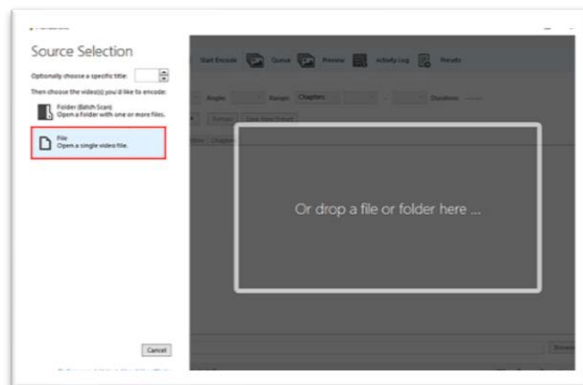 Source Selection
Optionally choose a specific title:
Then choose the video(s) you'd like to encode:
Folder (Batch Scan)
Open a folder with one or more files.
File
Open a single video file.
Cancel
Start Encode Queue Preview Activity Log Presets
Angle: Range: Chapters - Duration: --:--:--
Or drop a file or folder here ...
Browse